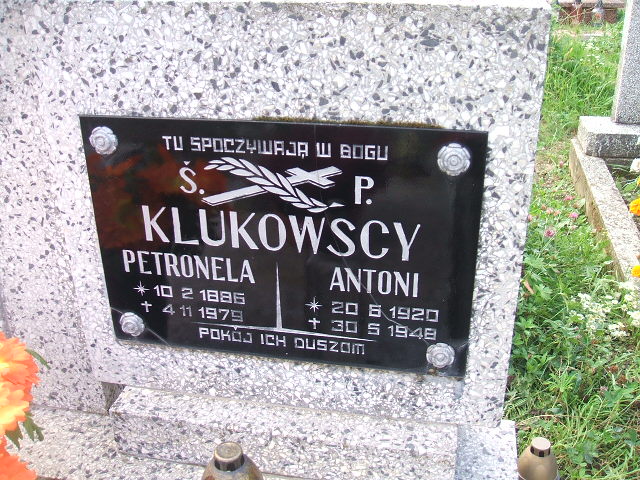 TU SPOCZYWAJĄ W BOGU
Ś. P.
KLUKOWSCY
PETRONELA
* 10 2 1886
+ 4 11 1979
ANTONI
* 20 6 1920
+ 30 5 1948
POKÓJ ICH DUSZOM